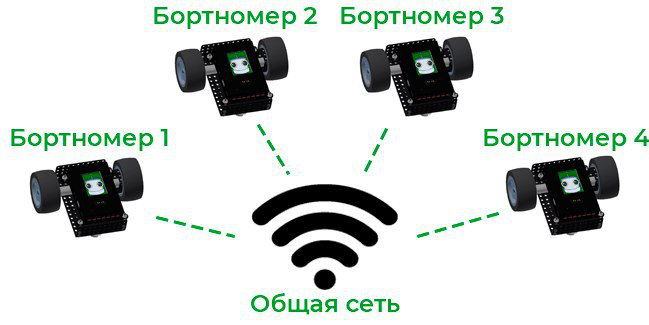 Бортномер 2
Бортномер 3
Бортномер 1
Бортномер 4
Общая сеть